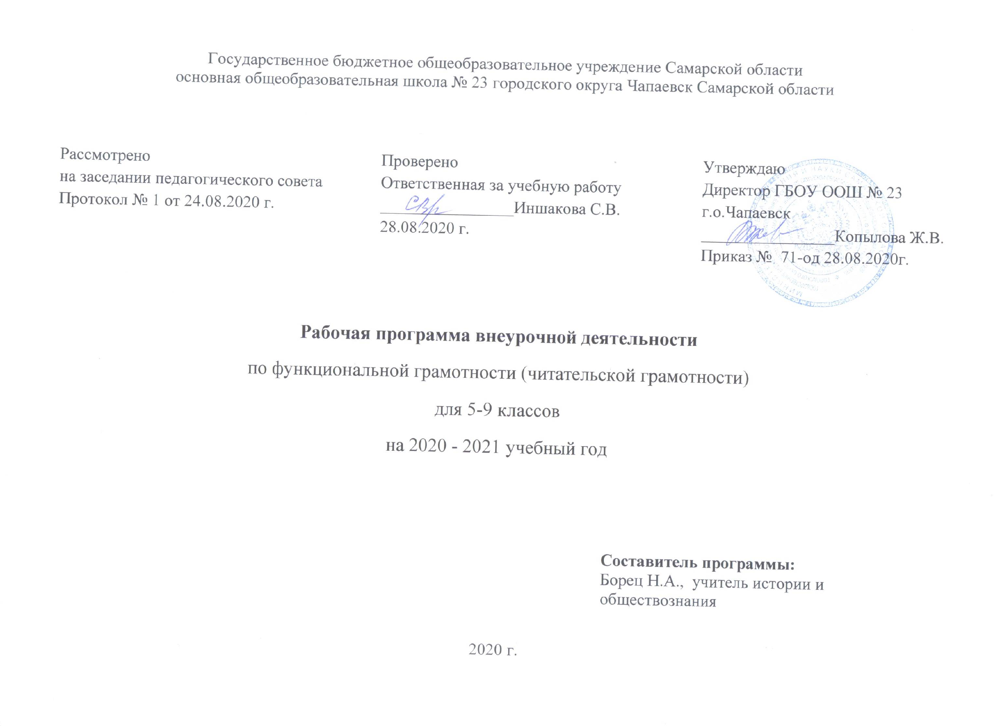 Государственное бюджетное общеобразовательное учреждение Самарской области
основная общеобразовательная школа № 23 городского округа Чапаевск Самарской области
Рассмотрено
на заседании педагогического совета
Протокол № 1 от 24.08.2020 г.
Проверено
Ответственная за учебную работу
________________Иншакова С.В.
28.08.2020 г.
Утверждаю
Директор ГБОУ ООШ № 23
г.о.Чапаевск
________________Копылова Ж.В.
Приказ № 71-од 28.08.2020г.
Рабочая программа внеурочной деятельности
по функциональной грамотности (читательской грамотности)
для 5-9 классов
на 2020 - 2021 учебный год
Составитель программы:
Борец Н.А., учитель истории и
обществознания
2020 г.